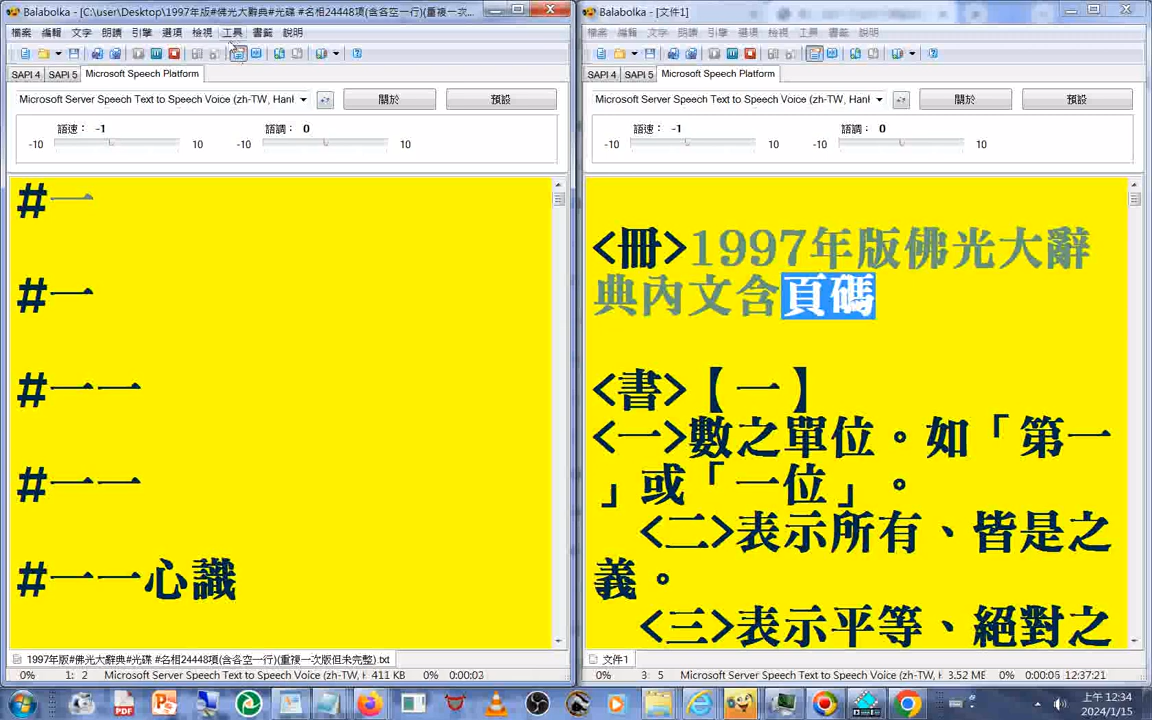 Balabolka - [C:\user\Desktop\1997年版#佛光大辭典#光碟 #名相24448項(含各空一行)(重複一次...
檔案 編輯 文字 朗讀 引擎 選項 檢視 工具 書籤 說明
SAPI 4 SAPI 5 Microsoft Speech Platform
Microsoft Server Speech Text to Speech Voice (zh-TW, Hanl 關於 預設
語速： -1 語調： 0
-10 10 -10 10
#一
#一
#一一
#一一
#一一心識
1997年版#佛光大辭典#光碟 #名相24448項(含各空一行)(重複一次版但未完整).txt
0% 1: 2 Microsoft Server Speech Text to Speech Voice (zh-TW, H 411 KB 0% 0:00:03
Balabolka - [文件1]
檔案 編輯 文字 朗讀 引擎 選項 檢視 工具 書籤 說明
SAPI 4 SAPI 5 Microsoft Speech Platform
Microsoft Server Speech Text to Speech Voice (zh-TW, Hanl 關於 預設
語速： -1 語調： 0
-10 10 -10 10
<冊>1997年版佛光大辭
典內文含頁碼
<書>【一】
<一>數之單位。如「第一
」或「一位」。
<二>表示所有、皆是之
義。
<三>表示平等、絕對之
文件1
0% 3: 5 Microsoft Server Speech Text to Speech Voice (zh-TW, H 3.52 ME 0% 0:00:05 12:37:21
PDF
上午 12:34
2024/1/15